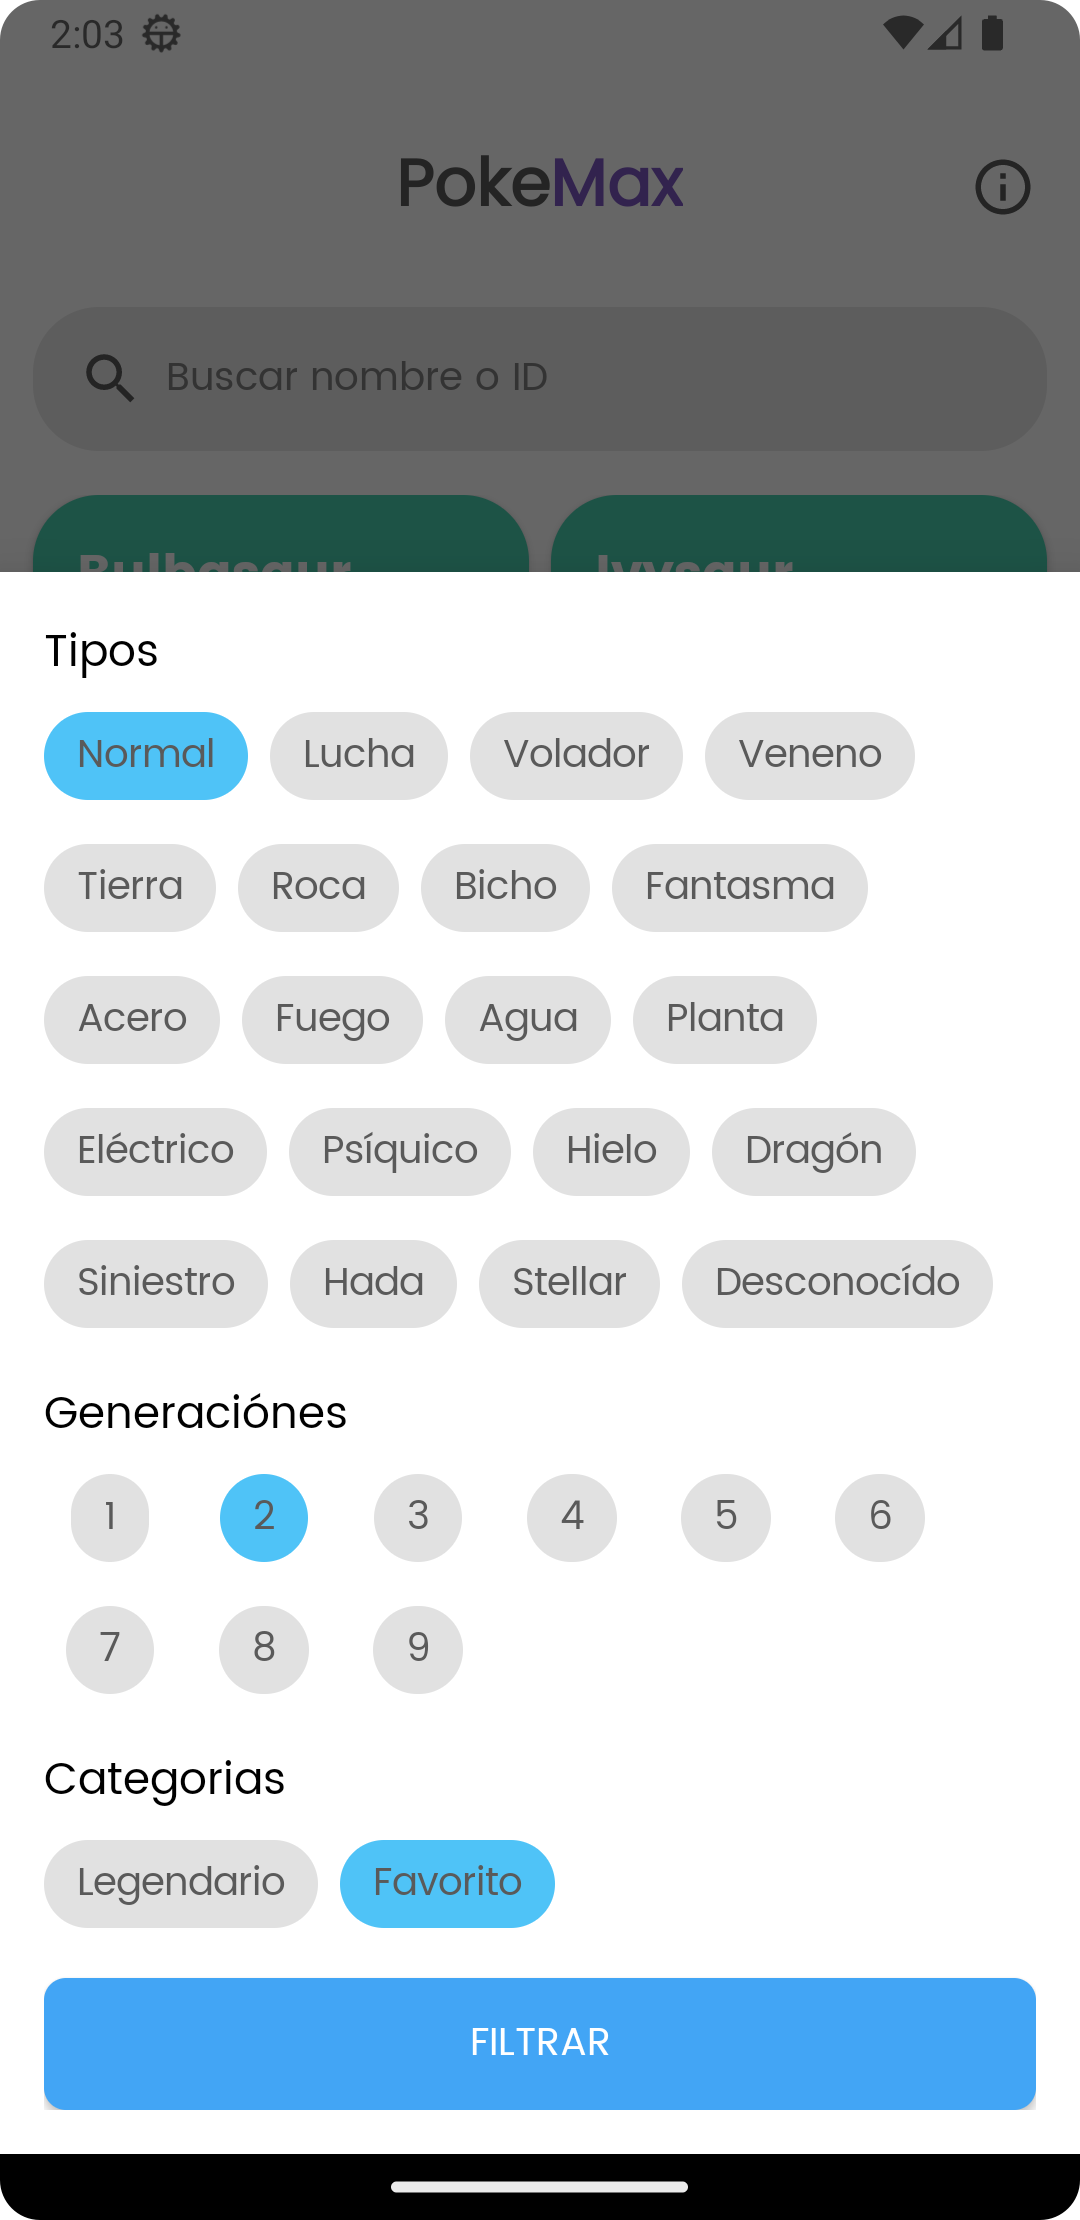 2:03
PokeMax
Buscar nombre o ID
Bulbasaur Ivysaur
Tipos
Normal Lucha Volador Veneno
Tierra Roca Bicho Fantasma
Acero Fuego Agua Planta
Eléctrico Psíquico Hielo Dragón
Siniestro Hada Stellar Desconocído
Generaciónes
1 2 3 4 5 6
7 8 9
Categorias
Legendario Favorito
FILTRAR